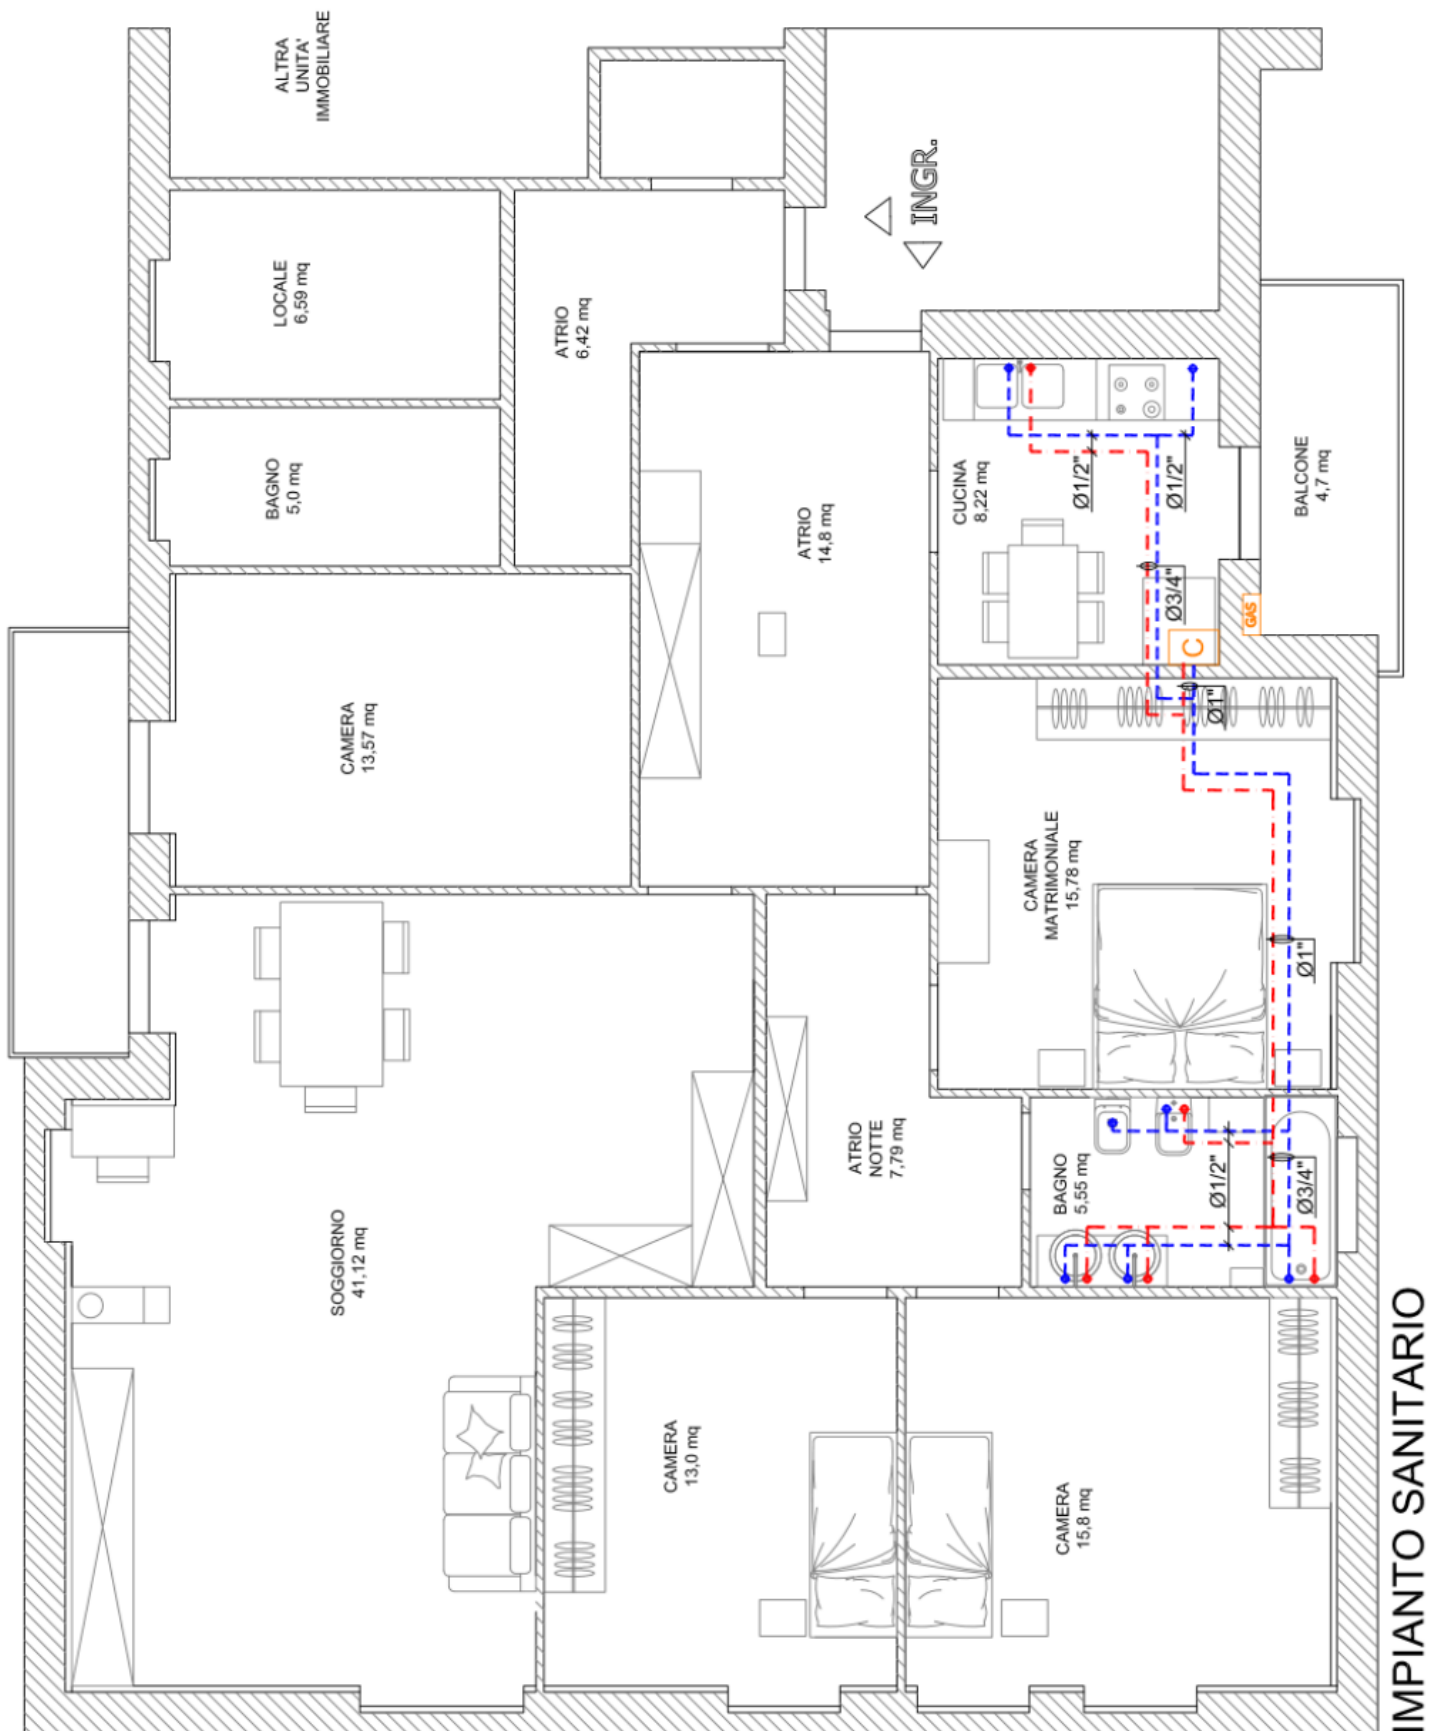 ALTRA
UNITA'
IMMOBILIARE
LOCALE
6,59 mq
ATRIO
6,42 mq
INGR.
BAGNO
5,0 mq
ATRIO
14,8 mq
CUCINA
8,22 mq
Ø1/2"
Ø1/2"
BALCONE
4,7 mq
Ø3/4"
GAS
C
CAMERA
13,57 mq
Ø1"
CAMERA
MATRIMONIALE
15,78 mq
Ø1"
SOGGIORNO
41,12 mq
ATRIO
NOTTE
7,79 mq
BAGNO
5,55 mq
Ø1/2"
Ø3/4"
CAMERA
13,0 mq
CAMERA
15,8 mq
IMPIANTO SANITARIO